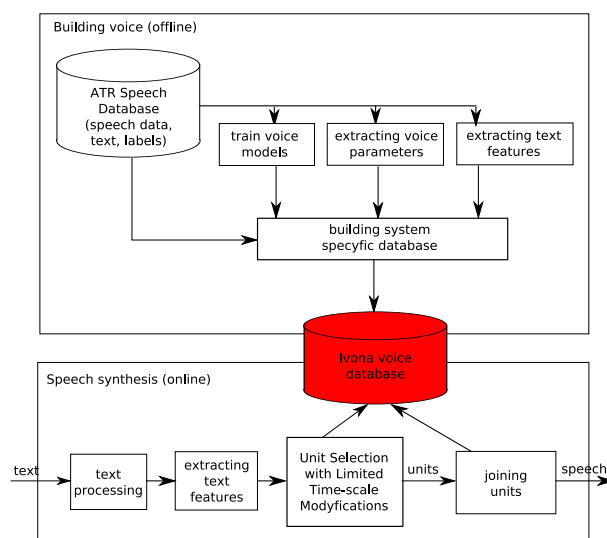 Building voice (offline)
ATR Speech
Database
(speech data,
text, labels)
train voice
models
extracting voice
parameters
extracting text
features
building system
specyfic database
Ivona voice
database
Speech synthesis (online)
text
text
processing
extracting
text
features
Unit Selection
with Limited
Time-scale
Modyfications
units
joining
units
speech